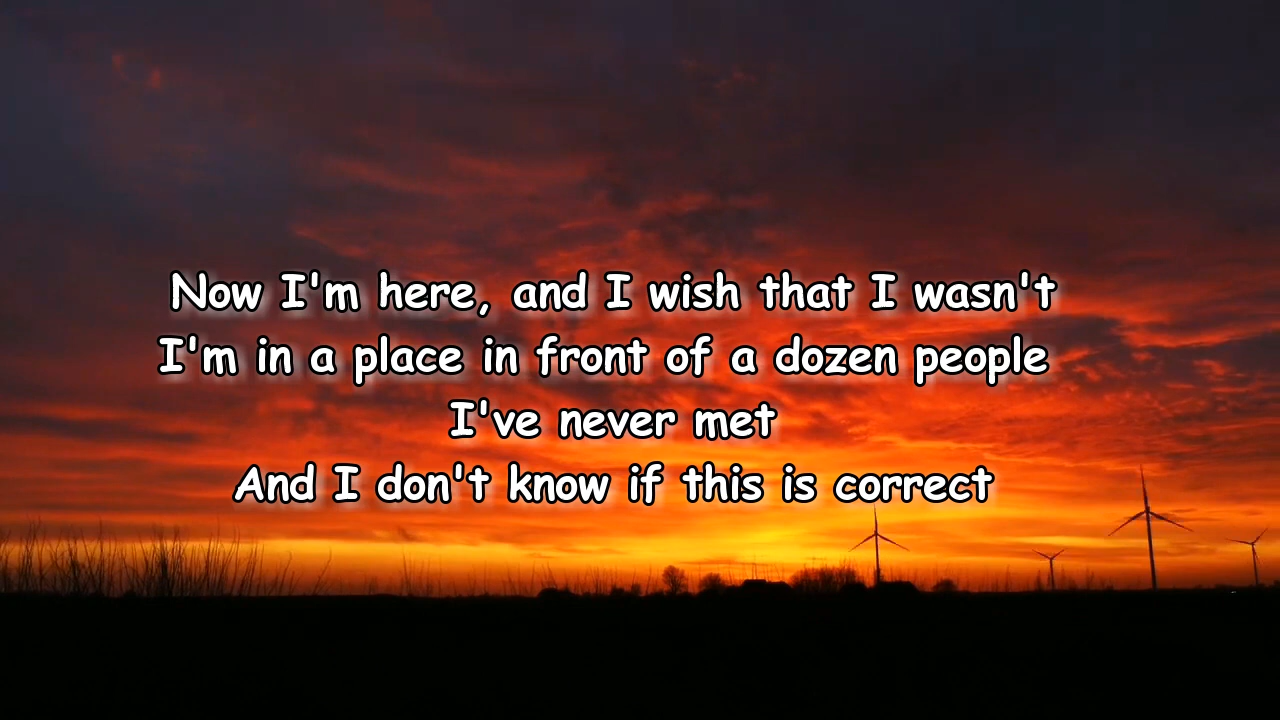 Now I'm here, and I wish that I wasn't
I'm in a place in front of a dozen people
I've never met
And I don't know if this is correct